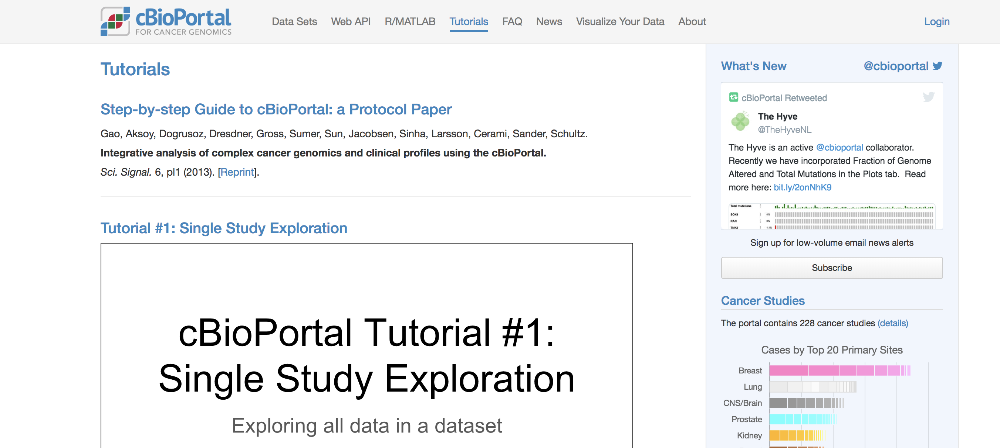 cBioPortal
FOR CANCER GENOMICS
Data Sets
Web API
R/MATLAB
Tutorials
FAQ
News
Visualize Your Data
About
Login
Tutorials
Step-by-step Guide to cBioPortal: a Protocol Paper
Gao, Aksoy, Dogrusoz, Dresdner, Gross, Sumer, Sun, Jacobsen, Sinha, Larsson, Cerami, Sander, Schultz.
Integrative analysis of complex cancer genomics and clinical profiles using the cBioPortal.
Sci. Signal. 6, pl1 (2013). [Reprint].
Tutorial #1: Single Study Exploration
cBioPortal Tutorial #1:
Single Study Exploration
Exploring all data in a dataset
What's New
@cbioportal
cBioPortal Retweeted
The Hyve
@TheHyveNL
The Hyve is an active @cbioportal collaborator.
Recently we have incorporated Fraction of Genome
Altered and Total Mutations in the Plots tab.  Read
more here: bit.ly/2onNhK9
Total mutations
SOX9 0%
RAN 0%
TNK2 1.1%
Sign up for low-volume email news alerts
Subscribe
Cancer Studies
The portal contains 228 cancer studies (details)
Cases by Top 20 Primary Sites
Breast
Lung
CNS/Brain
Prostate
Kidney